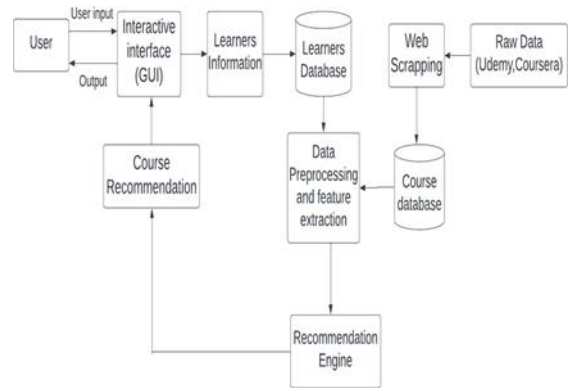 User input
User
Output
Interactive
interface
(GUI)
Learners
Information
Learners
Database
Web
Scrapping
Raw Data
(Udemy,Coursera)
Course
Recommendation
Data
Preprocessing
and feature
extraction
Course
database
Recommendation
Engine